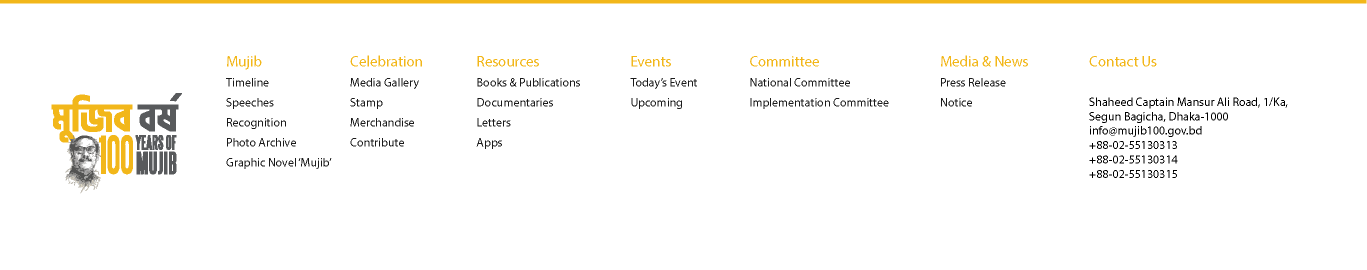 মুজিব বর্ষ
100 YEARS OF
MUJIB
Mujib
Timeline
Speeches
Recognition
Photo Archive
Graphic Novel ‘Mujib’
Celebration
Media Gallery
Stamp
Merchandise
Contribute
Resources
Books & Publications
Documentaries
Letters
Apps
Events
Today’s Event
Upcoming
Committee
National Committee
Implementation Committee
Media & News
Press Release
Notice
Contact Us
Shaheed Captain Mansur Ali Road, 1/Ka,
Segun Bagicha, Dhaka-1000
info@mujib100.gov.bd
+88-02-55130313
+88-02-55130314
+88-02-55130315